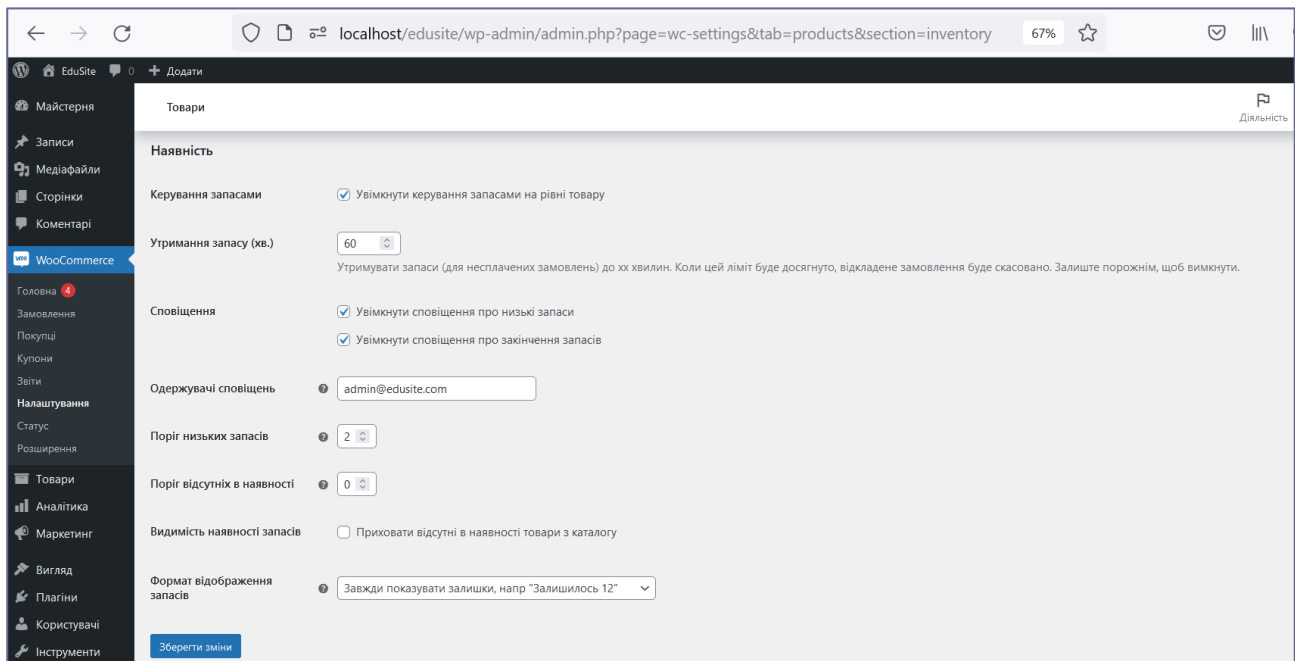 localhost/edusite/wp-admin/admin.php?page=wc-settings&tab=products&section=inventory
67%
EduSite
0
Додати
Майстерня
Записи
Медіафайли
Сторінки
Коментарі
woo WooCommerce
Головна 4
Замовлення
Покупці
Купони
Звіти
Налаштування
Статус
Розширення
Товари
Аналітика
Маркетинг
Вигляд
Плагіни
Користувачі
Інструменти
Товари
Діяльність
Наявність
Керування запасами
Увімкнути керування запасами на рівні товару
Утримання запасу (хв.)
60
Утримувати запаси (для несплачених замовлень) до xx хвилин. Коли цей ліміт буде досягнуто, відкладене замовлення буде скасовано. Залиште порожнім, щоб вимкнути.
Сповіщення
Увімкнути сповіщення про низькі запаси
Увімкнути сповіщення про закінчення запасів
Одержувачі сповіщень
admin@edusite.com
Поріг низьких запасів
2
Поріг відсутніх в наявності
0
Видимість наявності запасів
Приховати відсутні в наявності товари з каталогу
Формат відображення
запасів
Завжди показувати залишки, напр "Залишилось 12"
Зберегти зміни